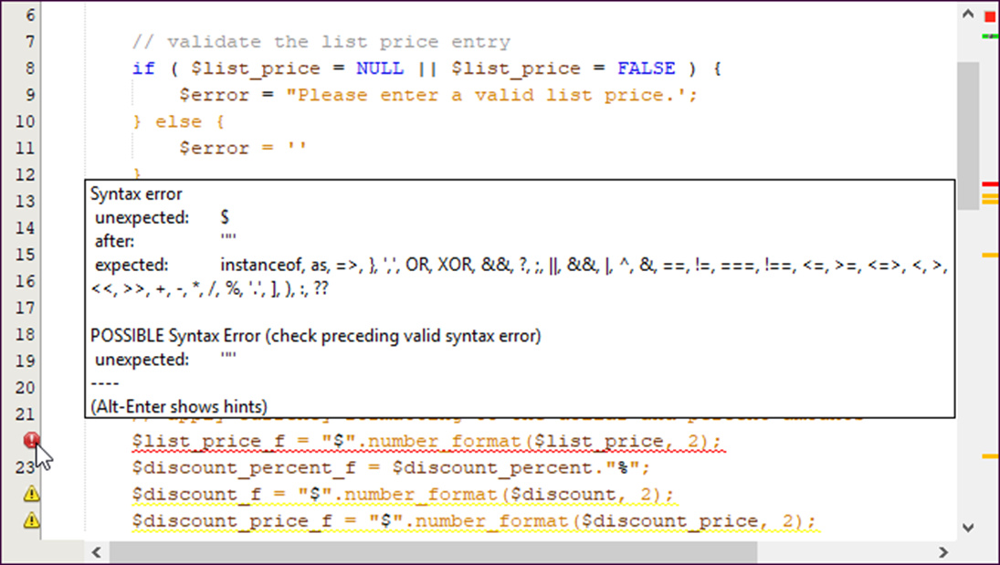 6
7 // validate the list price entry
8 if ( $list_price = NULL || $list_price = FALSE ) {
9 $error = "Please enter a valid list price.';
10 } else {
11 $error = ''
12 }
13 Syntax error
unexpected: $
14 after: '"'
15 expected: instanceof, as, =>, }, ',', OR, XOR, &&, ?, ;, ||, &&, |, ^, &, ==, !=, ===, !==, <=, >=, <=>, <, >,
16 <<, >>, +, -, *, /, %, '.', ], ), :, ??
17
18 POSSIBLE Syntax Error (check preceding valid syntax error)
19 unexpected: '"'
20 ----
21 (Alt-Enter shows hints)
$list_price_f = "$".number_format($list_price, 2);
23 $discount_percent_f = $discount_percent."%";
$discount_f = "$".number_format($discount, 2);
$discount_price_f = "$".number_format($discount_price, 2);